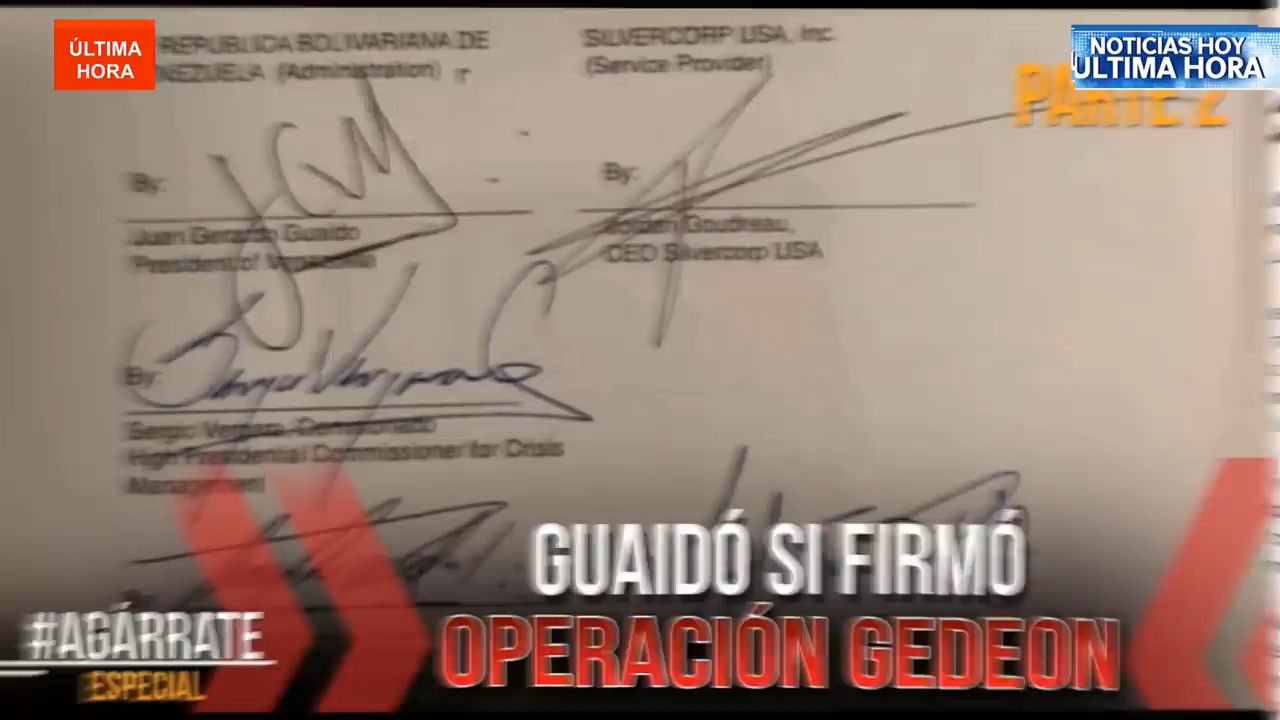 ÚLTIMA
HORA
REPUBLICA BOLIVARIANA DE
VENEZUELA (Administration)
SILVERCORP USA, Inc
(Service Provider)
NOTICIAS HOY
ULTIMA HORA
PARTE 2
By:
By:
Juan Gerardo Guaido
President of Venezuela
Jordan Goudreau,
CEO Silvercorp USA
By:
Sergio Vergara, Comisionado
High Presidential Commissioner for Crisis
Management
GUAIDÓ SI FIRMÓ
OPERACIÓN GEDEON
#AGÁRRATE
ESPECIAL